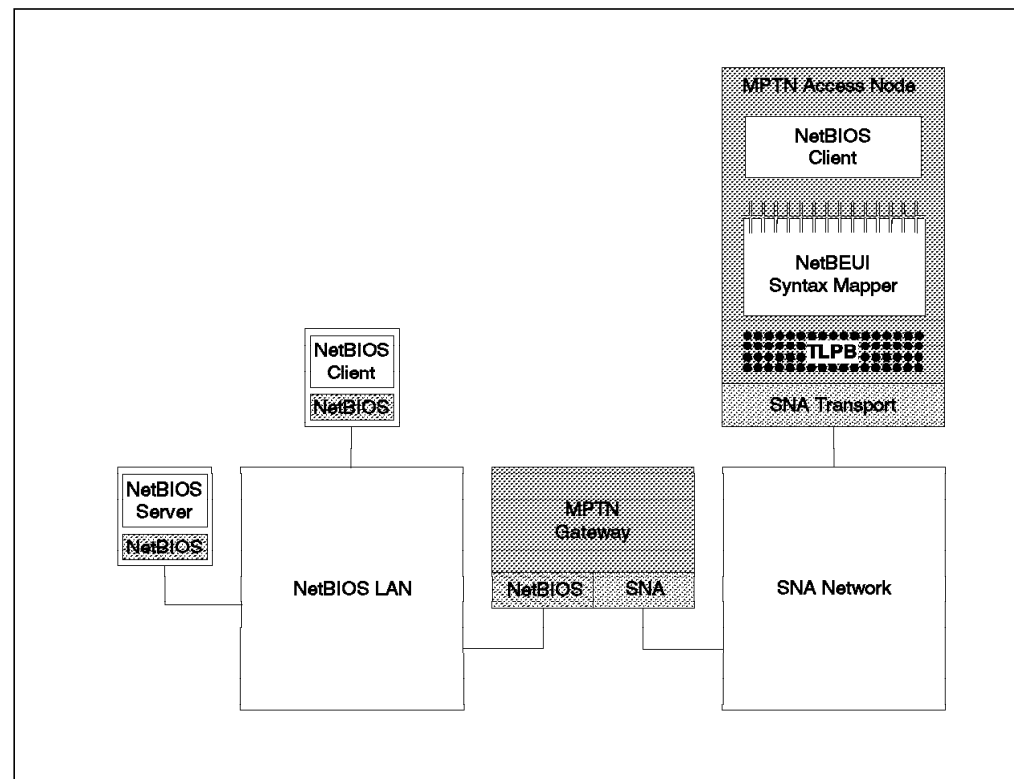 MPTN Access Node
NetBIOS
Client
NetBEUI
Syntax Mapper
TLPB
SNA Transport
NetBIOS
Client
NetBIOS
NetBIOS
Server
NetBIOS
NetBIOS LAN
MPTN
Gateway
NetBIOS
SNA
SNA Network